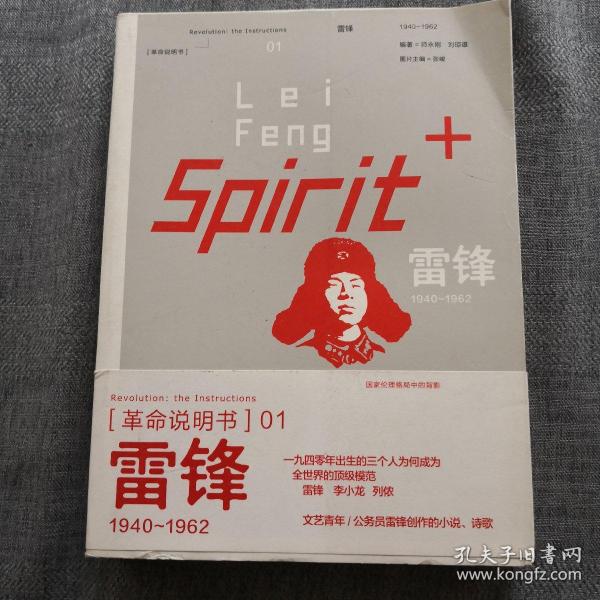 Revolution: the Instructions
雷锋
1940~1962
[革命说明书]
01
编著=师永刚 刘琼雄
图片主编=张峻
Lei
Feng
Spirit+
雷锋
1940~1962
国家伦理格局中的背影
Revolution: the Instructions
[革命说明书]01
雷锋
1940~1962
一九四零年出生的三个人为何成为
全世界的顶级模范
雷锋 李小龙 列侬
文艺青年/公务员雷锋创作的小说、诗歌
孔夫子旧书网
www.kongfz.com